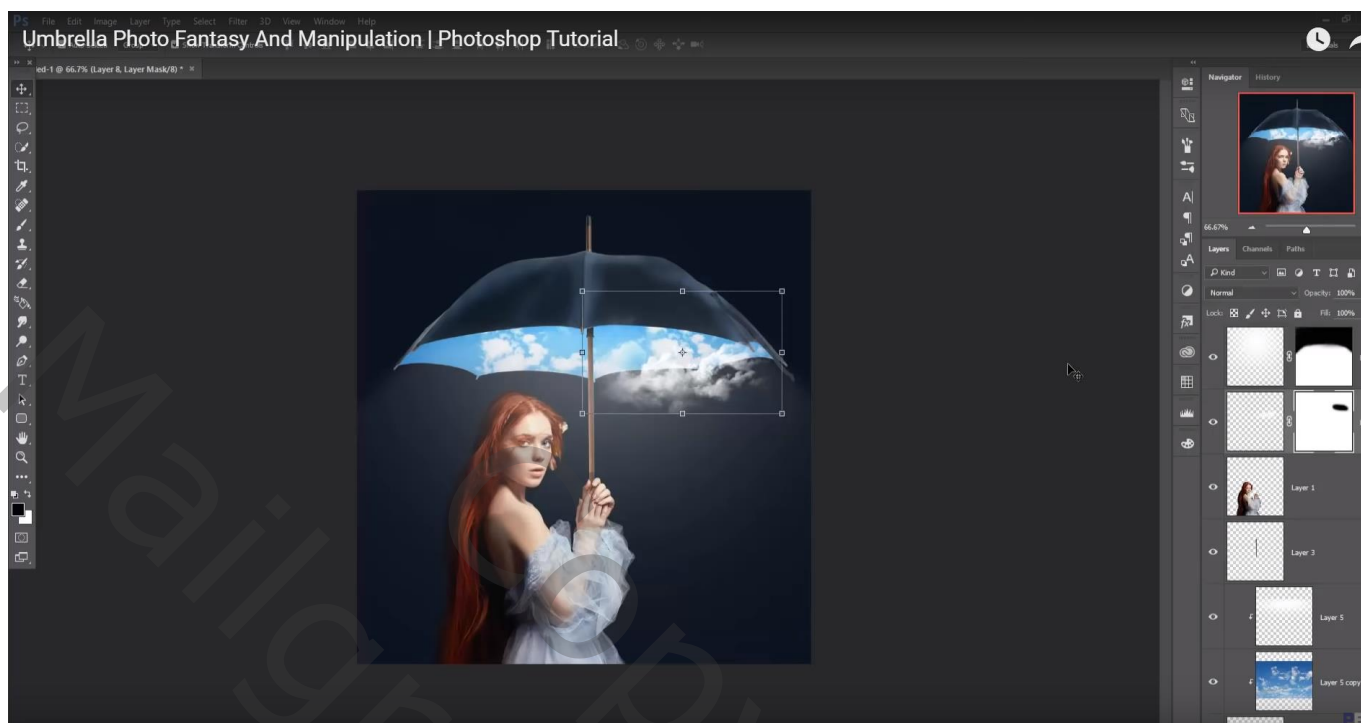 Ps File Edit Image Layer Type Select Filter 3D View Window Help
Umbrella Photo Fantasy And Manipulation | Photoshop Tutorial
ed-1 @ 66.7% (Layer 8, Layer Mask/8) *
Navigator History
66.67%
Layers Channels Paths
Kind
Normal Opacity: 100%
Lock: Fill: 100%
Layer 1
Layer 3
Layer 5
Layer 5 copy